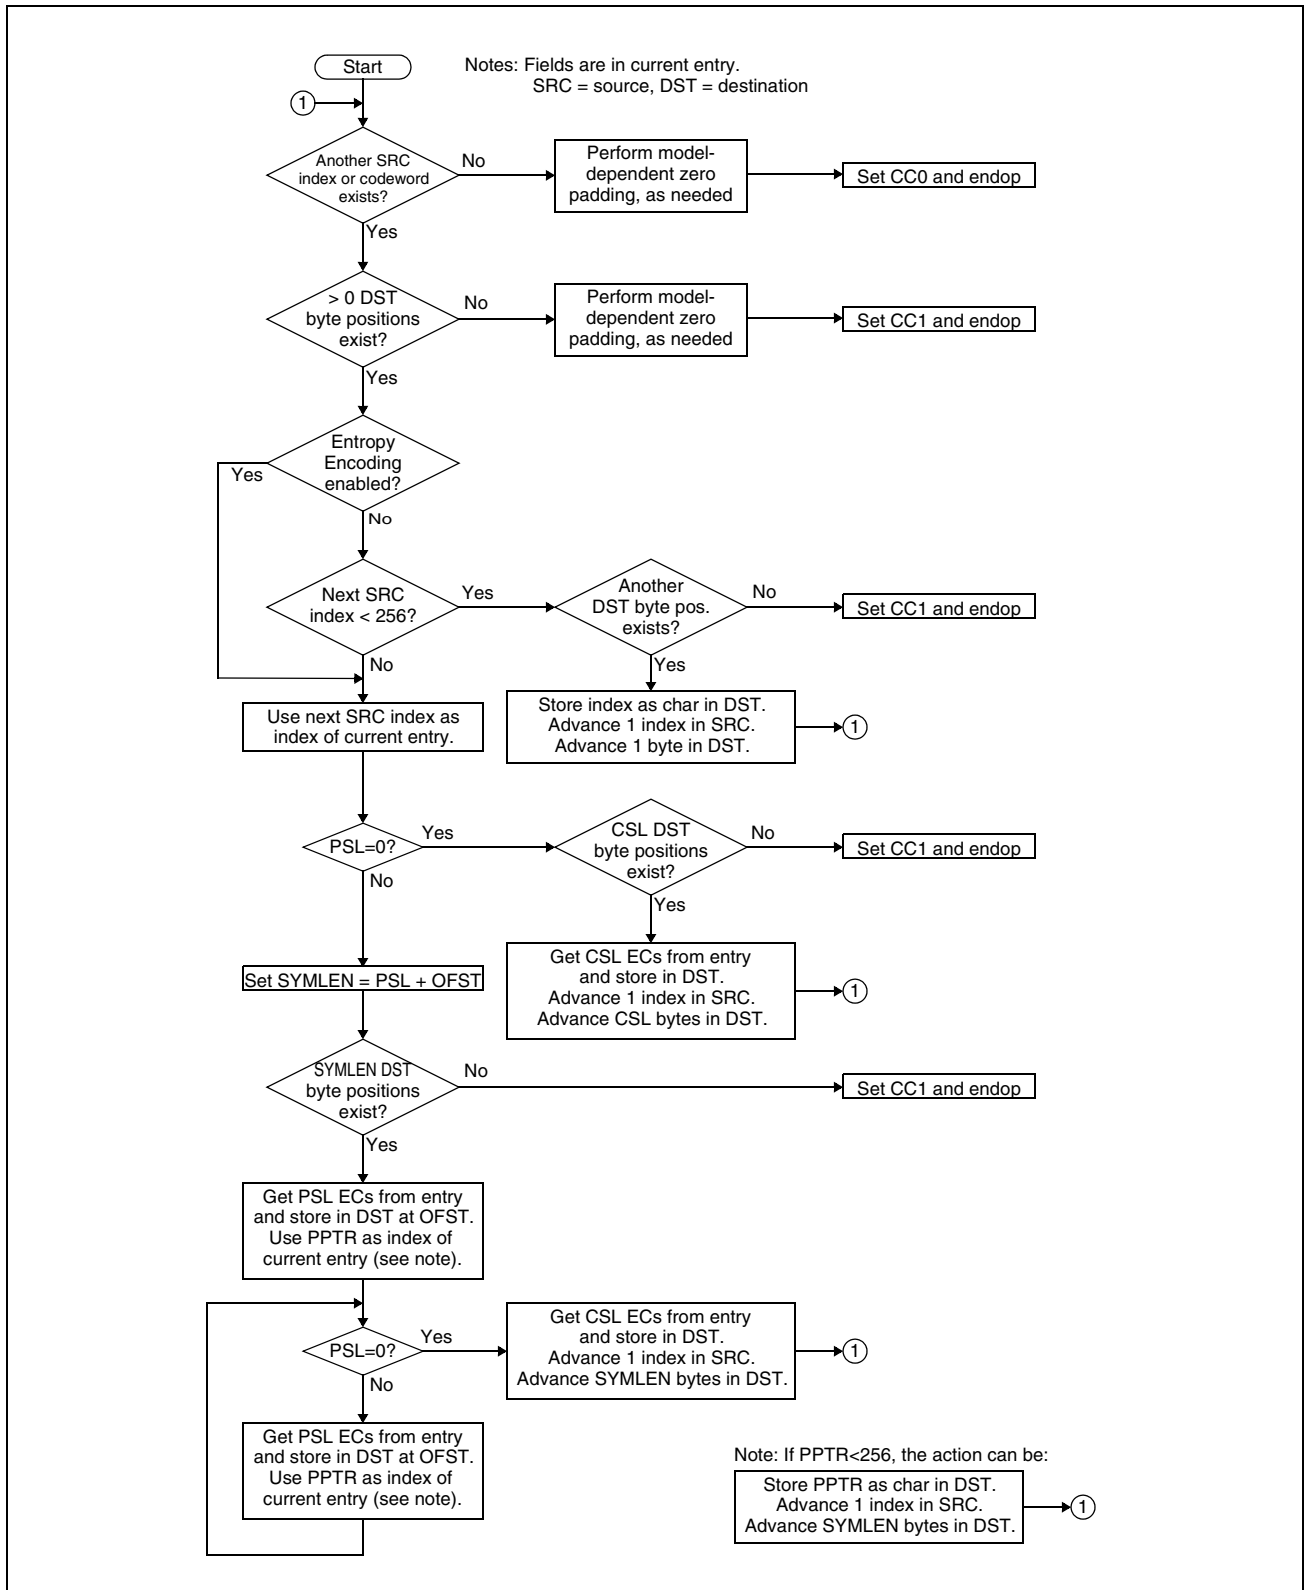 Start
Notes: Fields are in current entry.
SRC = source, DST = destination
1
Another SRC
index or codeword
exists?
No
Perform model-
dependent zero
padding, as needed
Set CC0 and endop
Yes
> 0 DST
byte positions
exist?
No
Perform model-
dependent zero
padding, as needed
Set CC1 and endop
Yes
Entropy
Encoding
enabled?
Yes
No
Next SRC
index < 256?
Yes
Another
DST byte pos.
exists?
No
Set CC1 and endop
No
Yes
Use next SRC index as
index of current entry.
Store index as char in DST.
Advance 1 index in SRC.
Advance 1 byte in DST.
1
PSL=0?
Yes
CSL DST
byte positions
exist?
No
Set CC1 and endop
No
Yes
Set SYMLEN = PSL + OFST
Get CSL ECs from entry
and store in DST.
Advance 1 index in SRC.
Advance CSL bytes in DST.
1
SYMLEN DST
byte positions
exist?
No
Set CC1 and endop
Yes
Get PSL ECs from entry
and store in DST at OFST.
Use PPTR as index of
current entry (see note).
PSL=0?
Yes
Get CSL ECs from entry
and store in DST.
Advance 1 index in SRC.
Advance SYMLEN bytes in DST.
1
No
Get PSL ECs from entry
and store in DST at OFST.
Use PPTR as index of
current entry (see note).
Note: If PPTR<256, the action can be:
Store PPTR as char in DST.
Advance 1 index in SRC.
Advance SYMLEN bytes in DST.
1